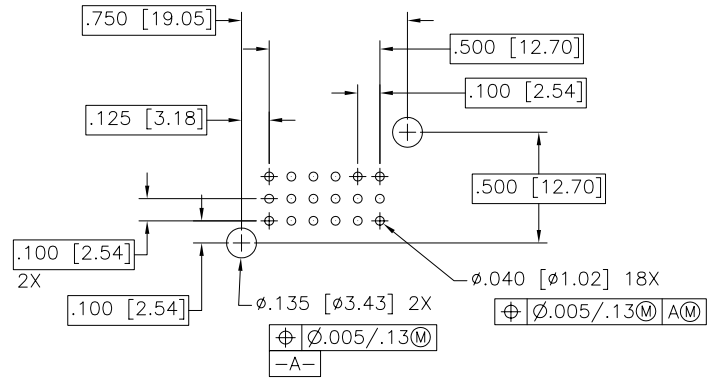 .750 [19.05]
.500 [12.70]
.100 [2.54]
.125 [3.18]
.500 [12.70]
.100 [2.54]
2X
.100 [2.54]
ø.040 [ø1.02] 18X
⌖ ∅.005/.13Ⓜ AⓂ
ø.135 [ø3.43] 2X
⌖ ∅.005/.13Ⓜ
-A-